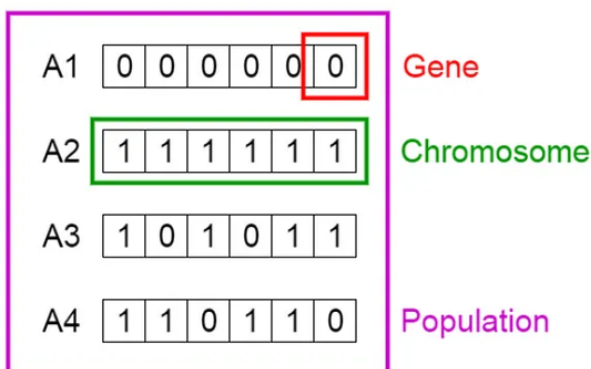 A1 0 0 0 0 0 0 Gene
A2 1 1 1 1 1 1 Chromosome
A3 1 0 1 0 1 1
A4 1 1 0 1 1 0 Population